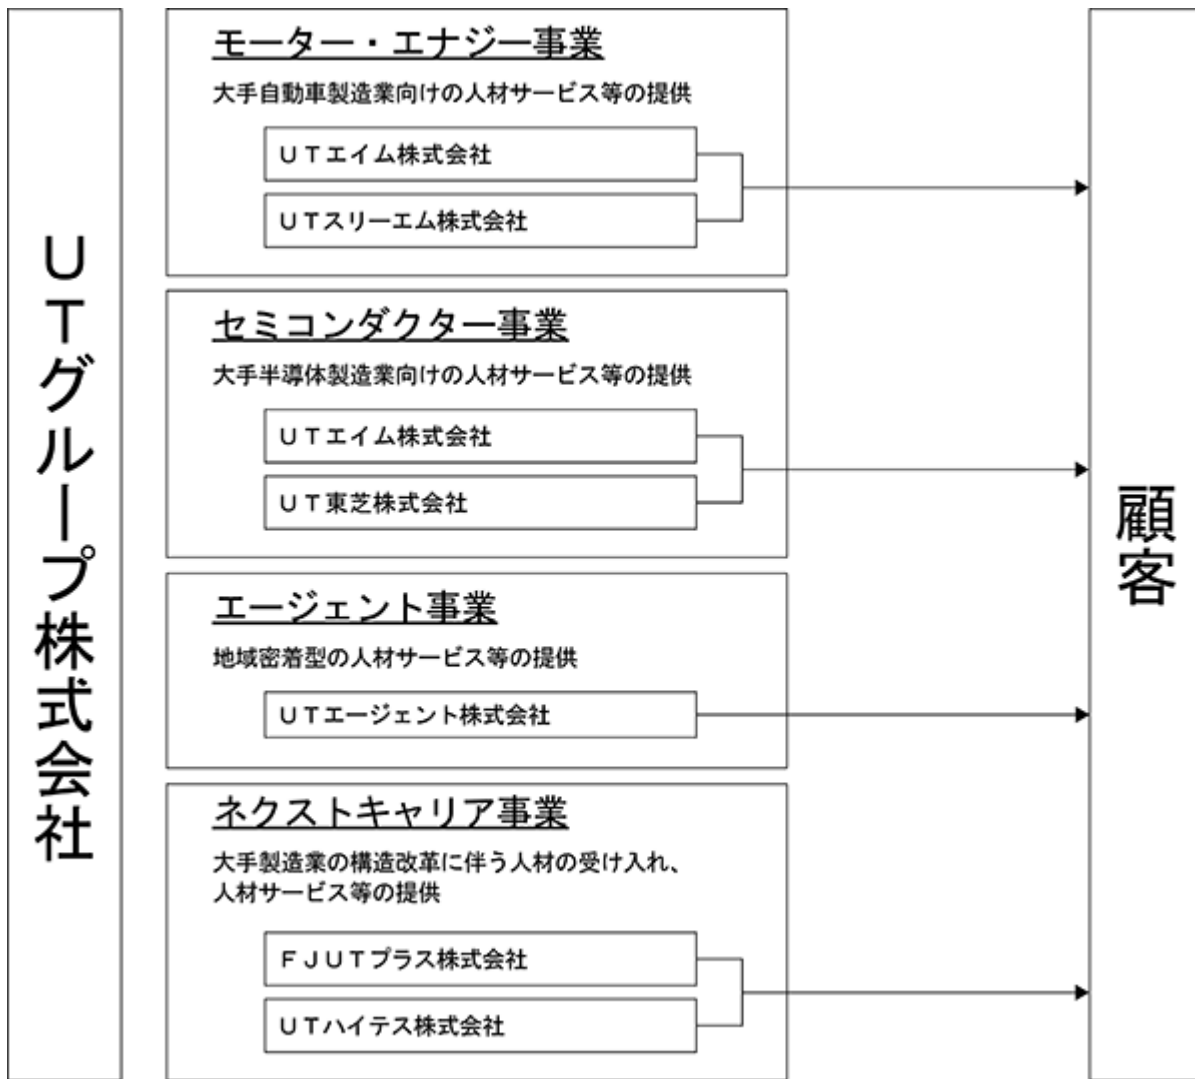 UTグループ株式会社
モーター・エナジー事業
大手自動車製造業向けの人材サービス等の提供
UTエイム株式会社
UTスリーエム株式会社
セミコンダクター事業
大手半導体製造業向けの人材サービス等の提供
UTエイム株式会社
UT東芝株式会社
エージェント事業
地域密着型の人材サービス等の提供
UTエージェント株式会社
ネクストキャリア事業
大手製造業の構造改革に伴う人材の受け入れ、
人材サービス等の提供
FJUTプラス株式会社
UTハイテス株式会社
顧客